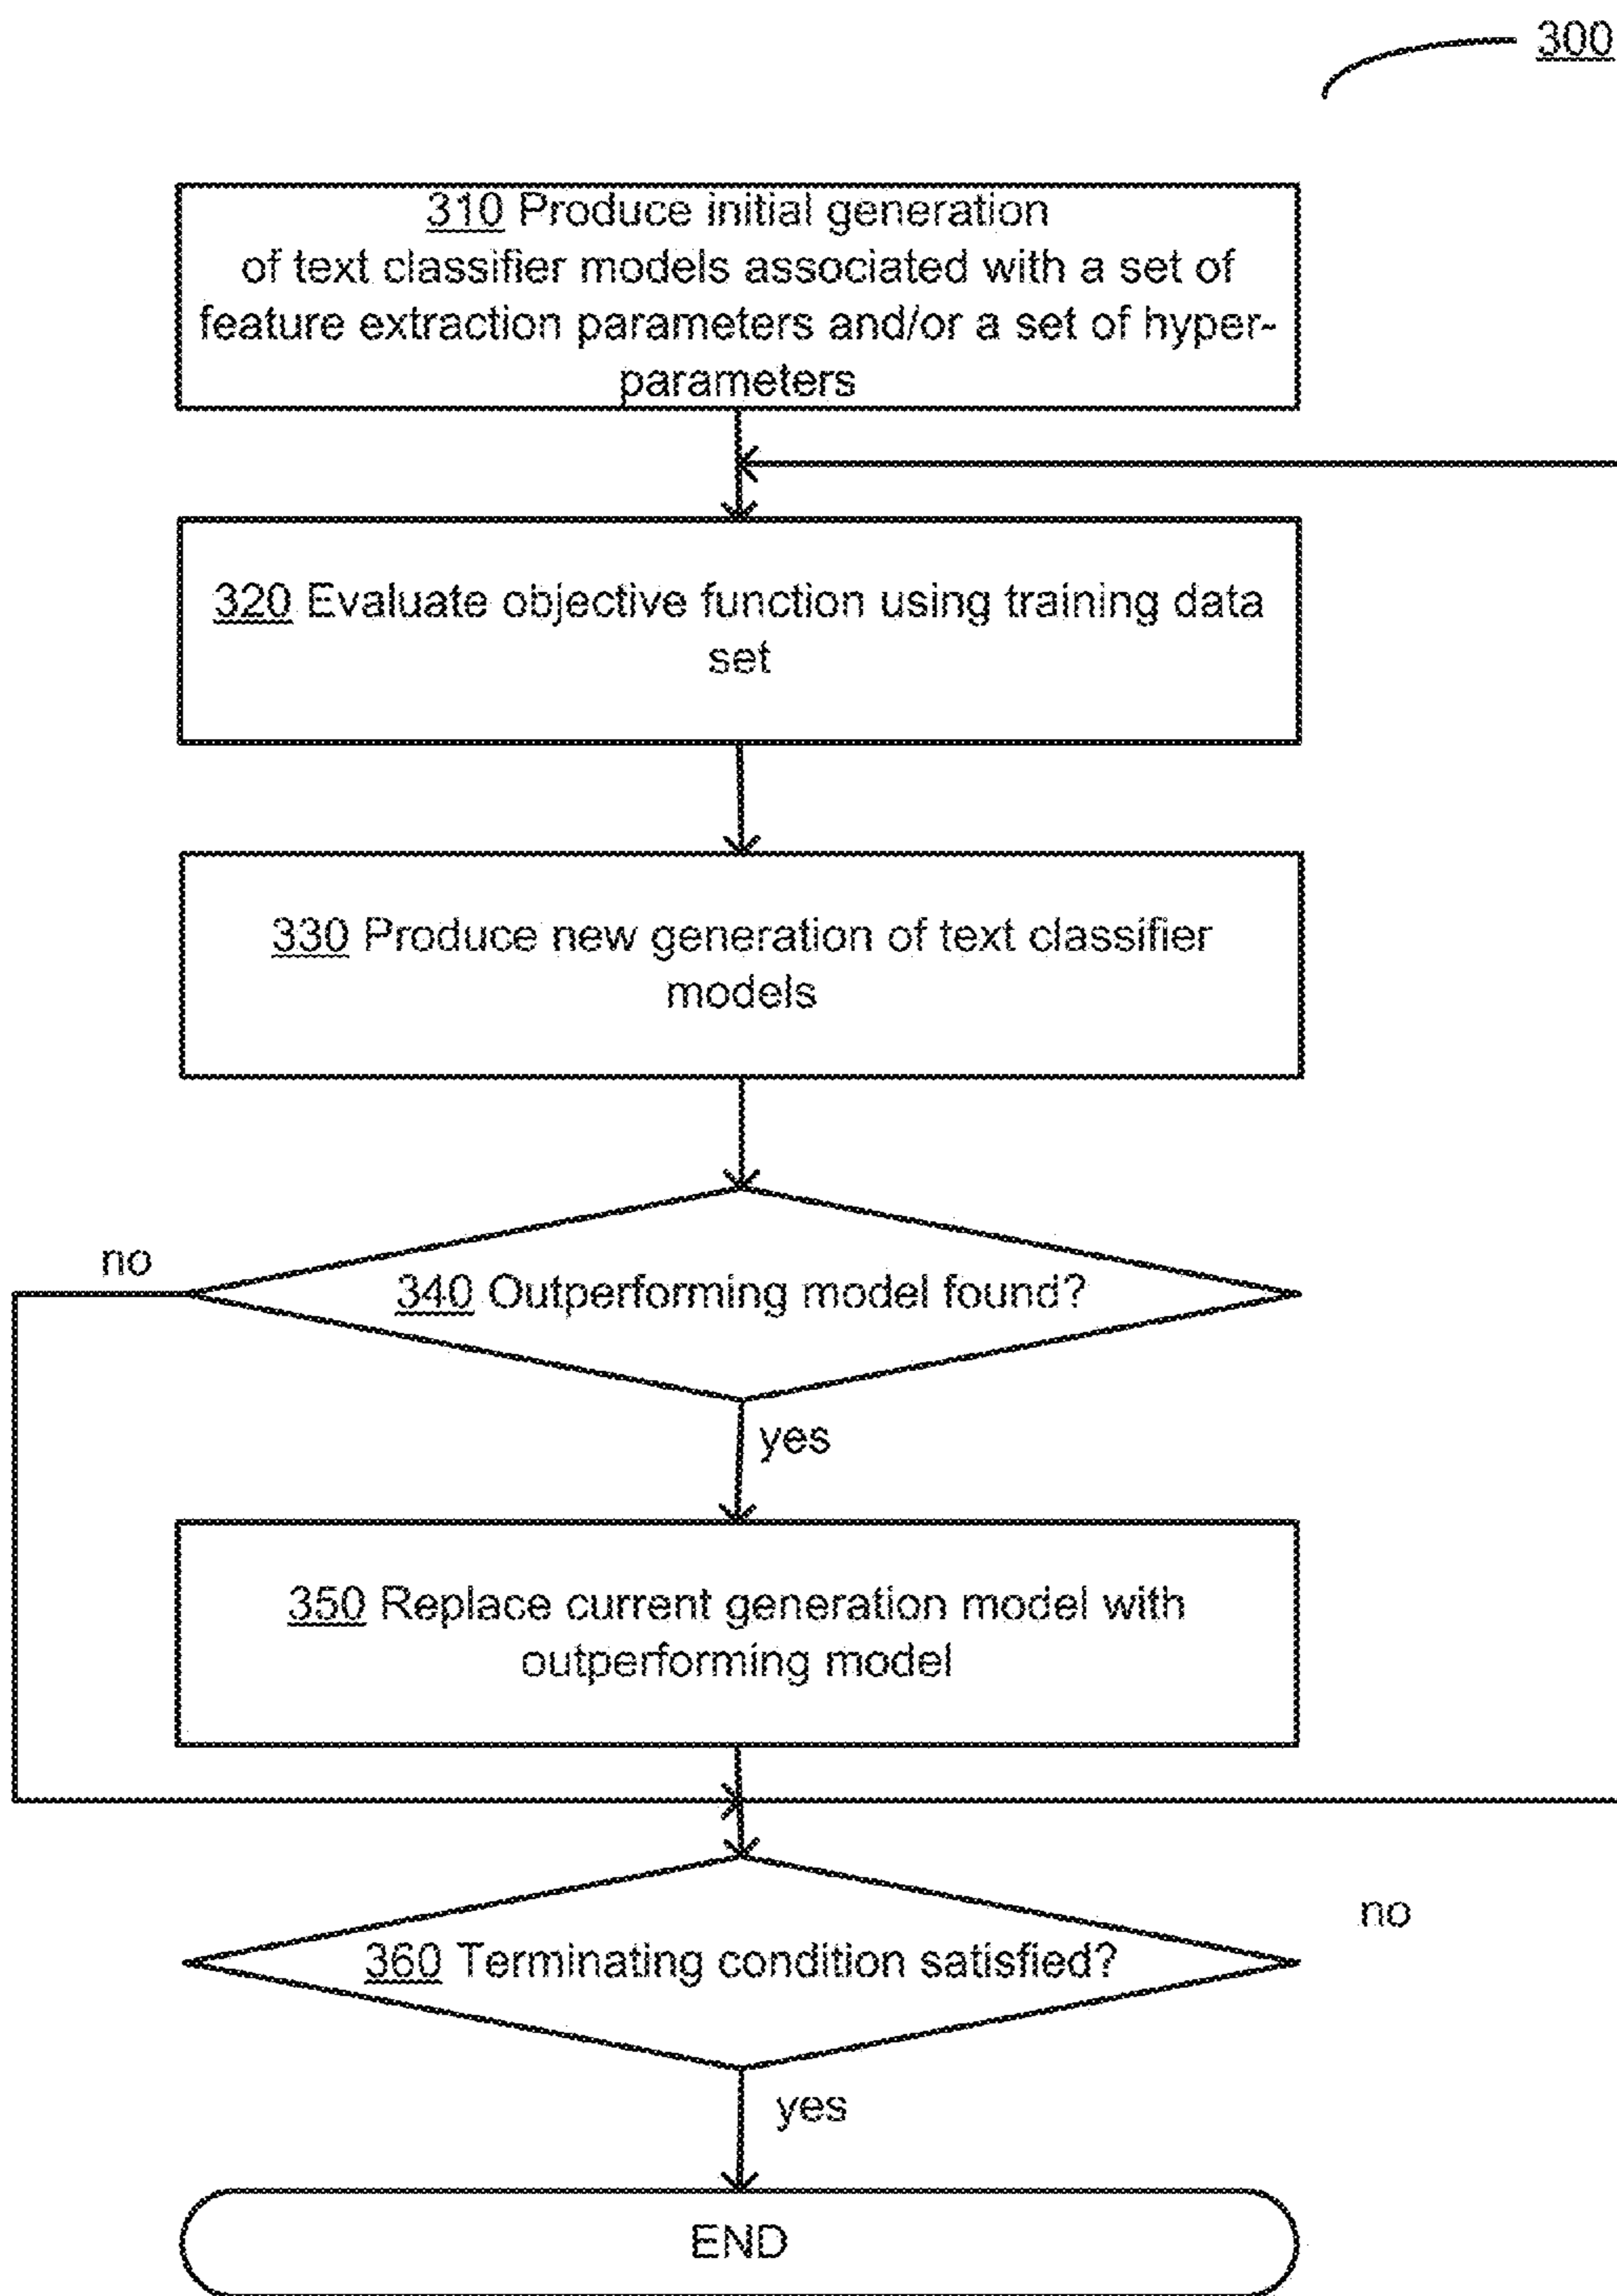 300
310 Produce initial generation
of text classifier models associated with a set of
feature extraction parameters and/or a set of hyper-
parameters
320 Evaluate objective function using training data
set
330 Produce new generation of text classifier
models
no
340 Outperforming model found?
yes
350 Replace current generation model with
outperforming model
no
360 Terminating condition satisfied?
yes
END